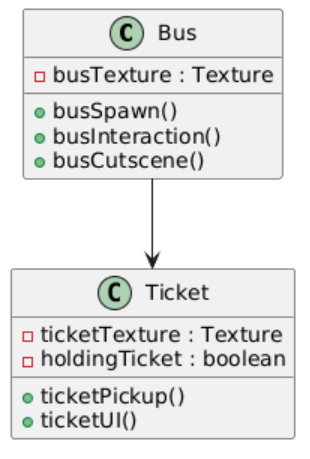 C Bus
busTexture : Texture
busSpawn()
busInteraction()
busCutscene()
C Ticket
ticketTexture : Texture
holdingTicket : boolean
ticketPickup()
ticketUI()